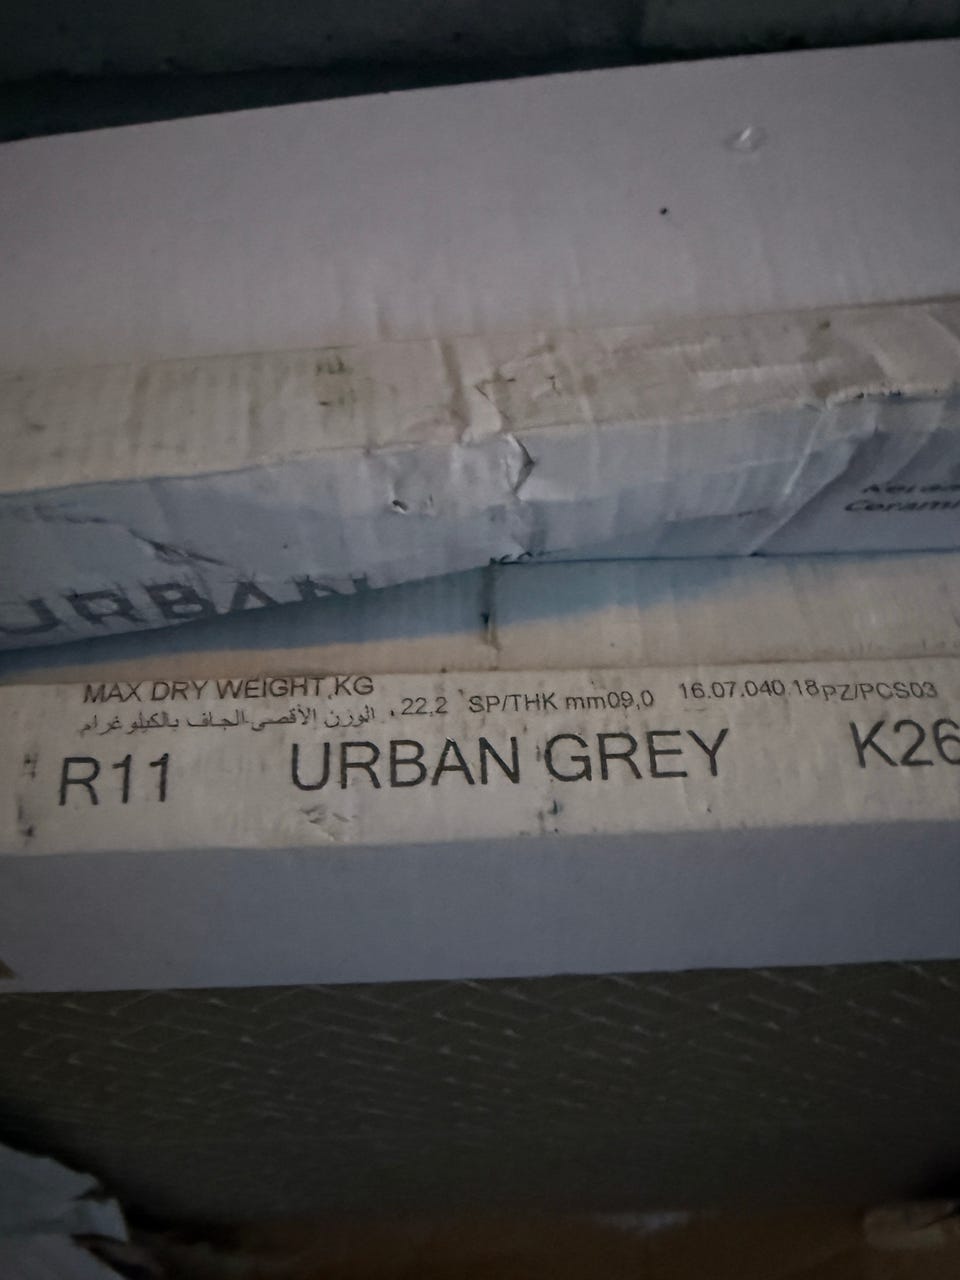 Ceram
URBAN
MAX DRY WEIGHT,KG
الوزن الأقصى الجاف بالكيلو غرام
22,2 SP/THK mm09,0 16.07.040.18 PZ/PCS03
R11 URBAN GREY K26